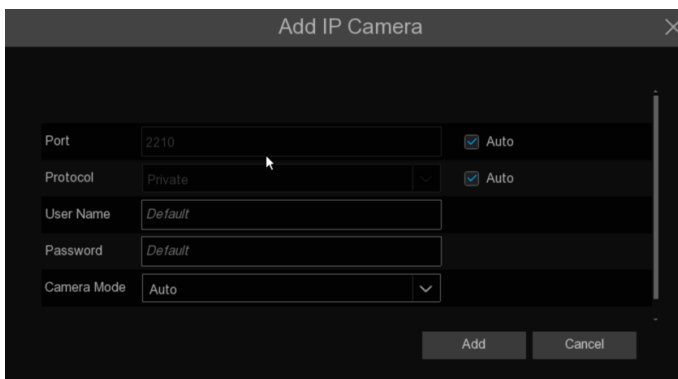 Add IP Camera
Port 2210 Auto
Protocol Private Auto
User Name Default
Password Default
Camera Mode Auto
Add Cancel